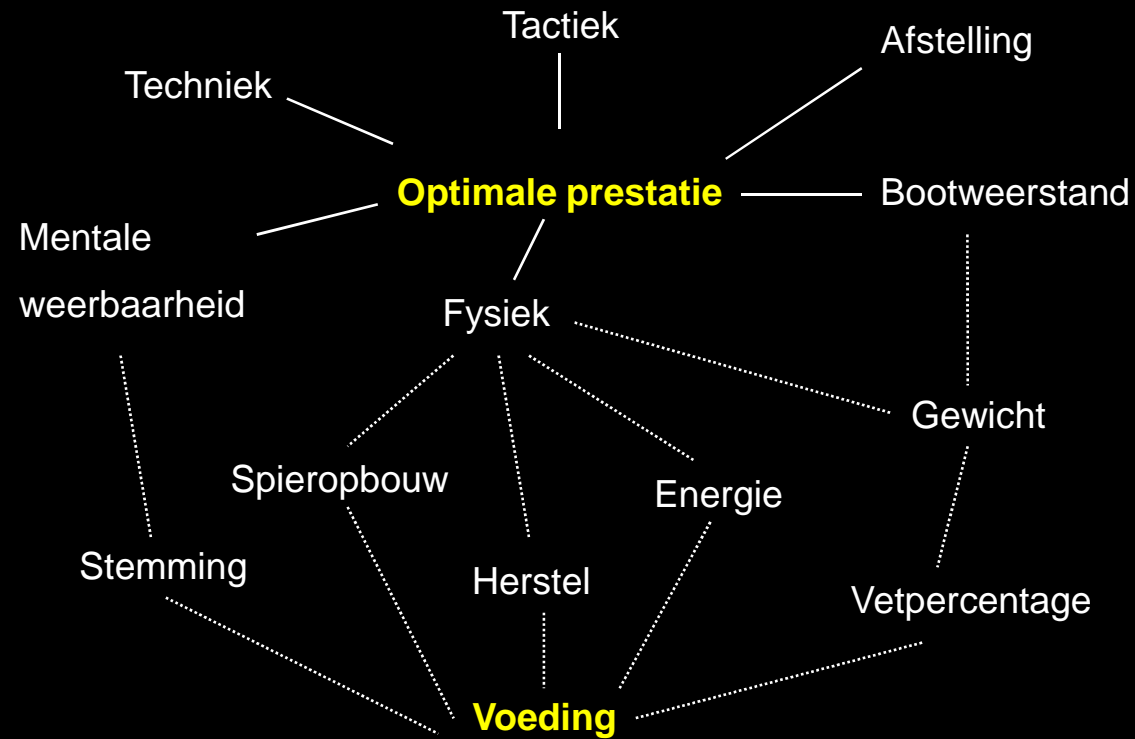 Tactiek
Afstelling
Techniek
Optimale prestatie
Bootweerstand
Mentale
weerbaarheid
Fysiek
Gewicht
Spieropbouw
Energie
Stemming
Herstel
Vetpercentage
Voeding